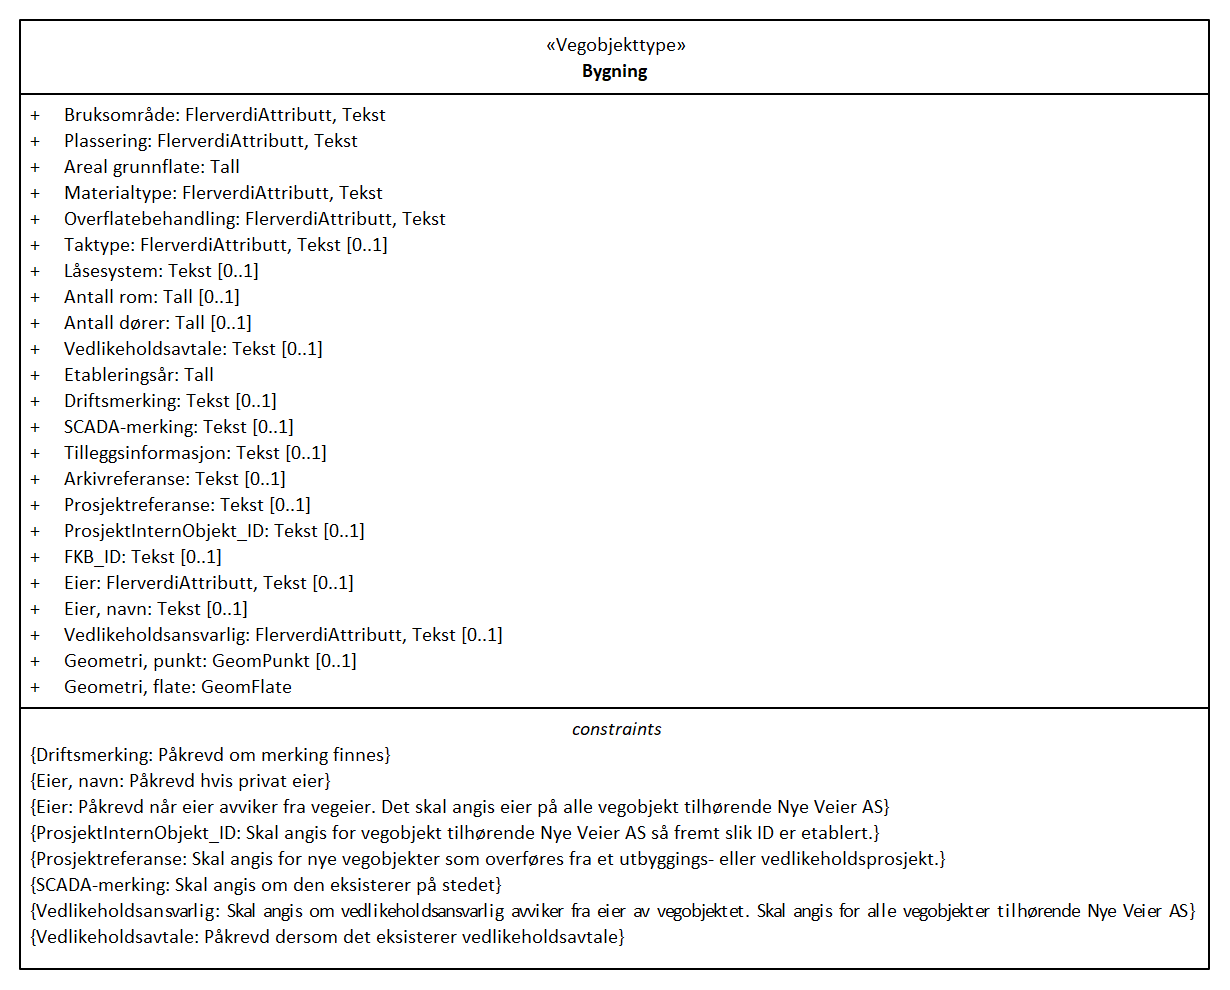 «Vegobjekttype»
Bygning
+ Bruksområde: FlerverdiAttributt, Tekst
+ Plassering: FlerverdiAttributt, Tekst
+ Areal grunnflate: Tall
+ Materialtype: FlerverdiAttributt, Tekst
+ Overflatebehandling: FlerverdiAttributt, Tekst
+ Taktype: FlerverdiAttributt, Tekst [0..1]
+ Låsesystem: Tekst [0..1]
+ Antall rom: Tall [0..1]
+ Antall dører: Tall [0..1]
+ Vedlikeholdsavtale: Tekst [0..1]
+ Etableringsår: Tall
+ Driftsmerking: Tekst [0..1]
+ SCADA-merking: Tekst [0..1]
+ Tilleggsinformasjon: Tekst [0..1]
+ Arkivreferanse: Tekst [0..1]
+ Prosjektreferanse: Tekst [0..1]
+ ProsjektInternObjekt_ID: Tekst [0..1]
+ FKB_ID: Tekst [0..1]
+ Eier: FlerverdiAttributt, Tekst [0..1]
+ Eier, navn: Tekst [0..1]
+ Vedlikeholdsansvarlig: FlerverdiAttributt, Tekst [0..1]
+ Geometri, punkt: GeomPunkt [0..1]
+ Geometri, flate: GeomFlate
constraints
{Driftsmerking: Påkrevd om merking finnes}
{Eier, navn: Påkrevd hvis privat eier}
{Eier: Påkrevd når eier avviker fra vegeier. Det skal angis eier på alle vegobjekt tilhørende Nye Veier AS}
{ProsjektInternObjekt_ID: Skal angis for vegobjekt tilhørende Nye Veier AS så fremt slik ID er etablert.}
{Prosjektreferanse: Skal angis for nye vegobjekter som overføres fra et utbyggings- eller vedlikeholdsprosjekt.}
{SCADA-merking: Skal angis om den eksisterer på stedet}
{Vedlikeholdsansvarlig: Skal angis om vedlikeholdsansvarlig avviker fra eier av vegobjektet. Skal angis for alle vegobjekter tilhørende Nye Veier AS}
{Vedlikeholdsavtale: Påkrevd dersom det eksisterer vedlikeholdsavtale}